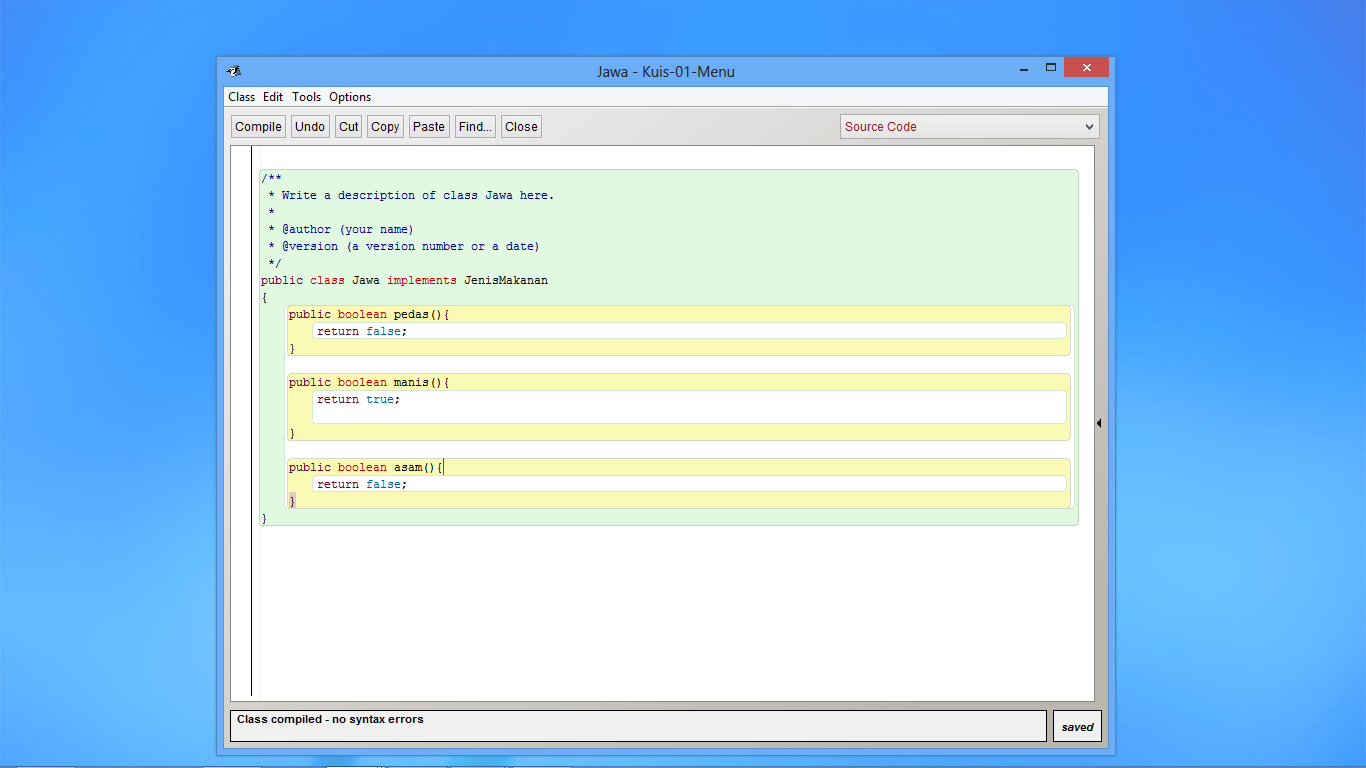 Jawa - Kuis-01-Menu
Class Edit Tools Options
Compile Undo Cut Copy Paste Find... Close Source Code
/**
 * Write a description of class Jawa here.
 *
 * @author (your name)
 * @version (a version number or a date)
 */
public class Jawa implements JenisMakanan
{
    public boolean pedas(){
        return false;
    }
    public boolean manis(){
        return true;
    }
    public boolean asam(){
        return false;
    }
}
Class compiled - no syntax errors
saved